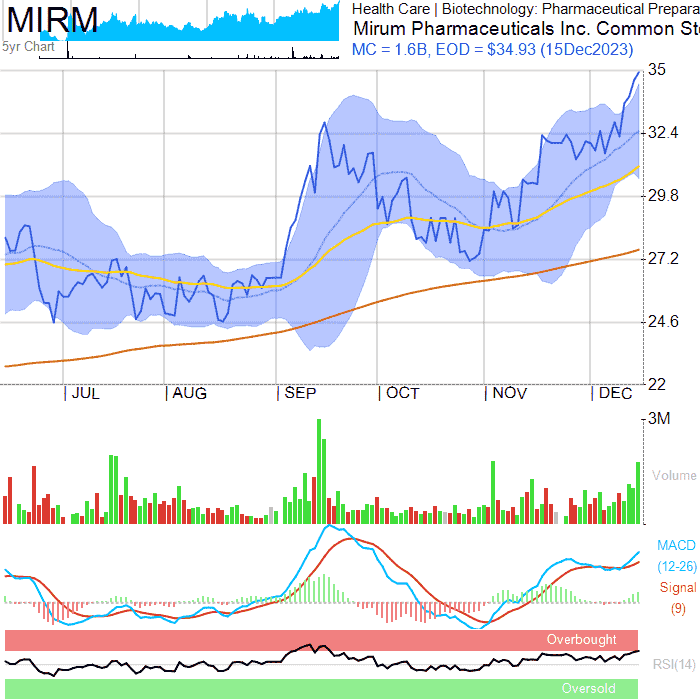 MIRM
5yr Chart
Health Care | Biotechnology: Pharmaceutical Prepara
Mirum Pharmaceuticals Inc. Common St
MC = 1.6B, EOD = $34.93 (15Dec2023)
35
32.4
29.8
27.2
24.6
22
JUL
AUG
SEP
OCT
NOV
DEC
3M
Volume
MACD
(12-26)
Signal
(9)
Overbought
RSI(14)
Oversold